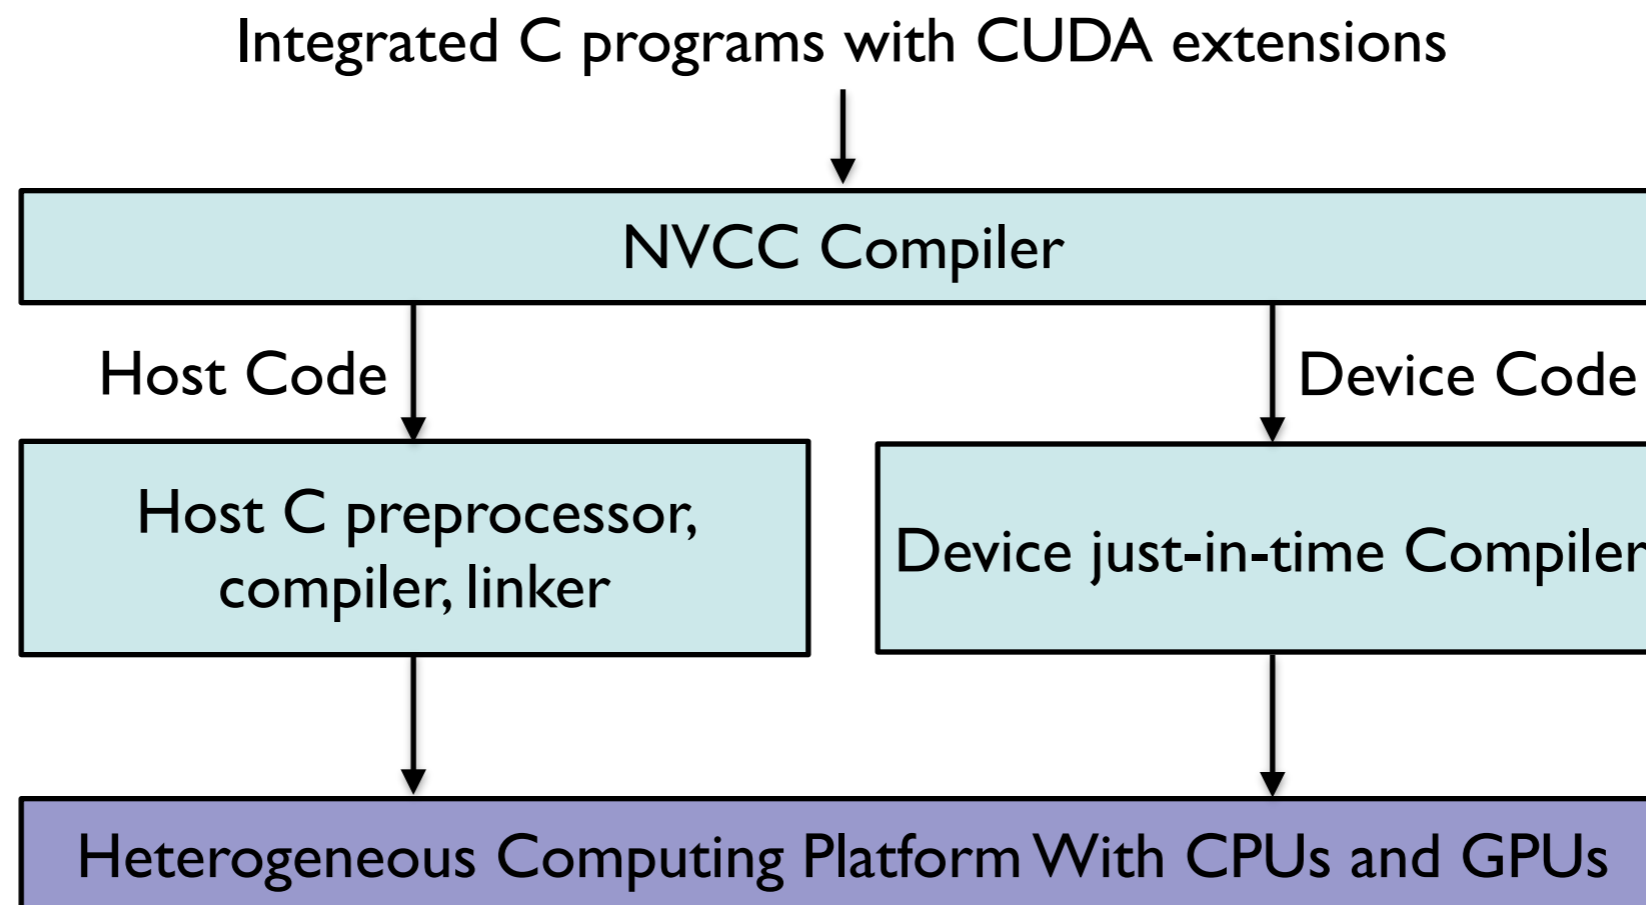 Integrated C programs with CUDA extensions
NVCC Compiler
Host Code
Device Code
Host C preprocessor,
compiler, linker
Device just-in-time Compiler
Heterogeneous Computing Platform With CPUs and GPUs